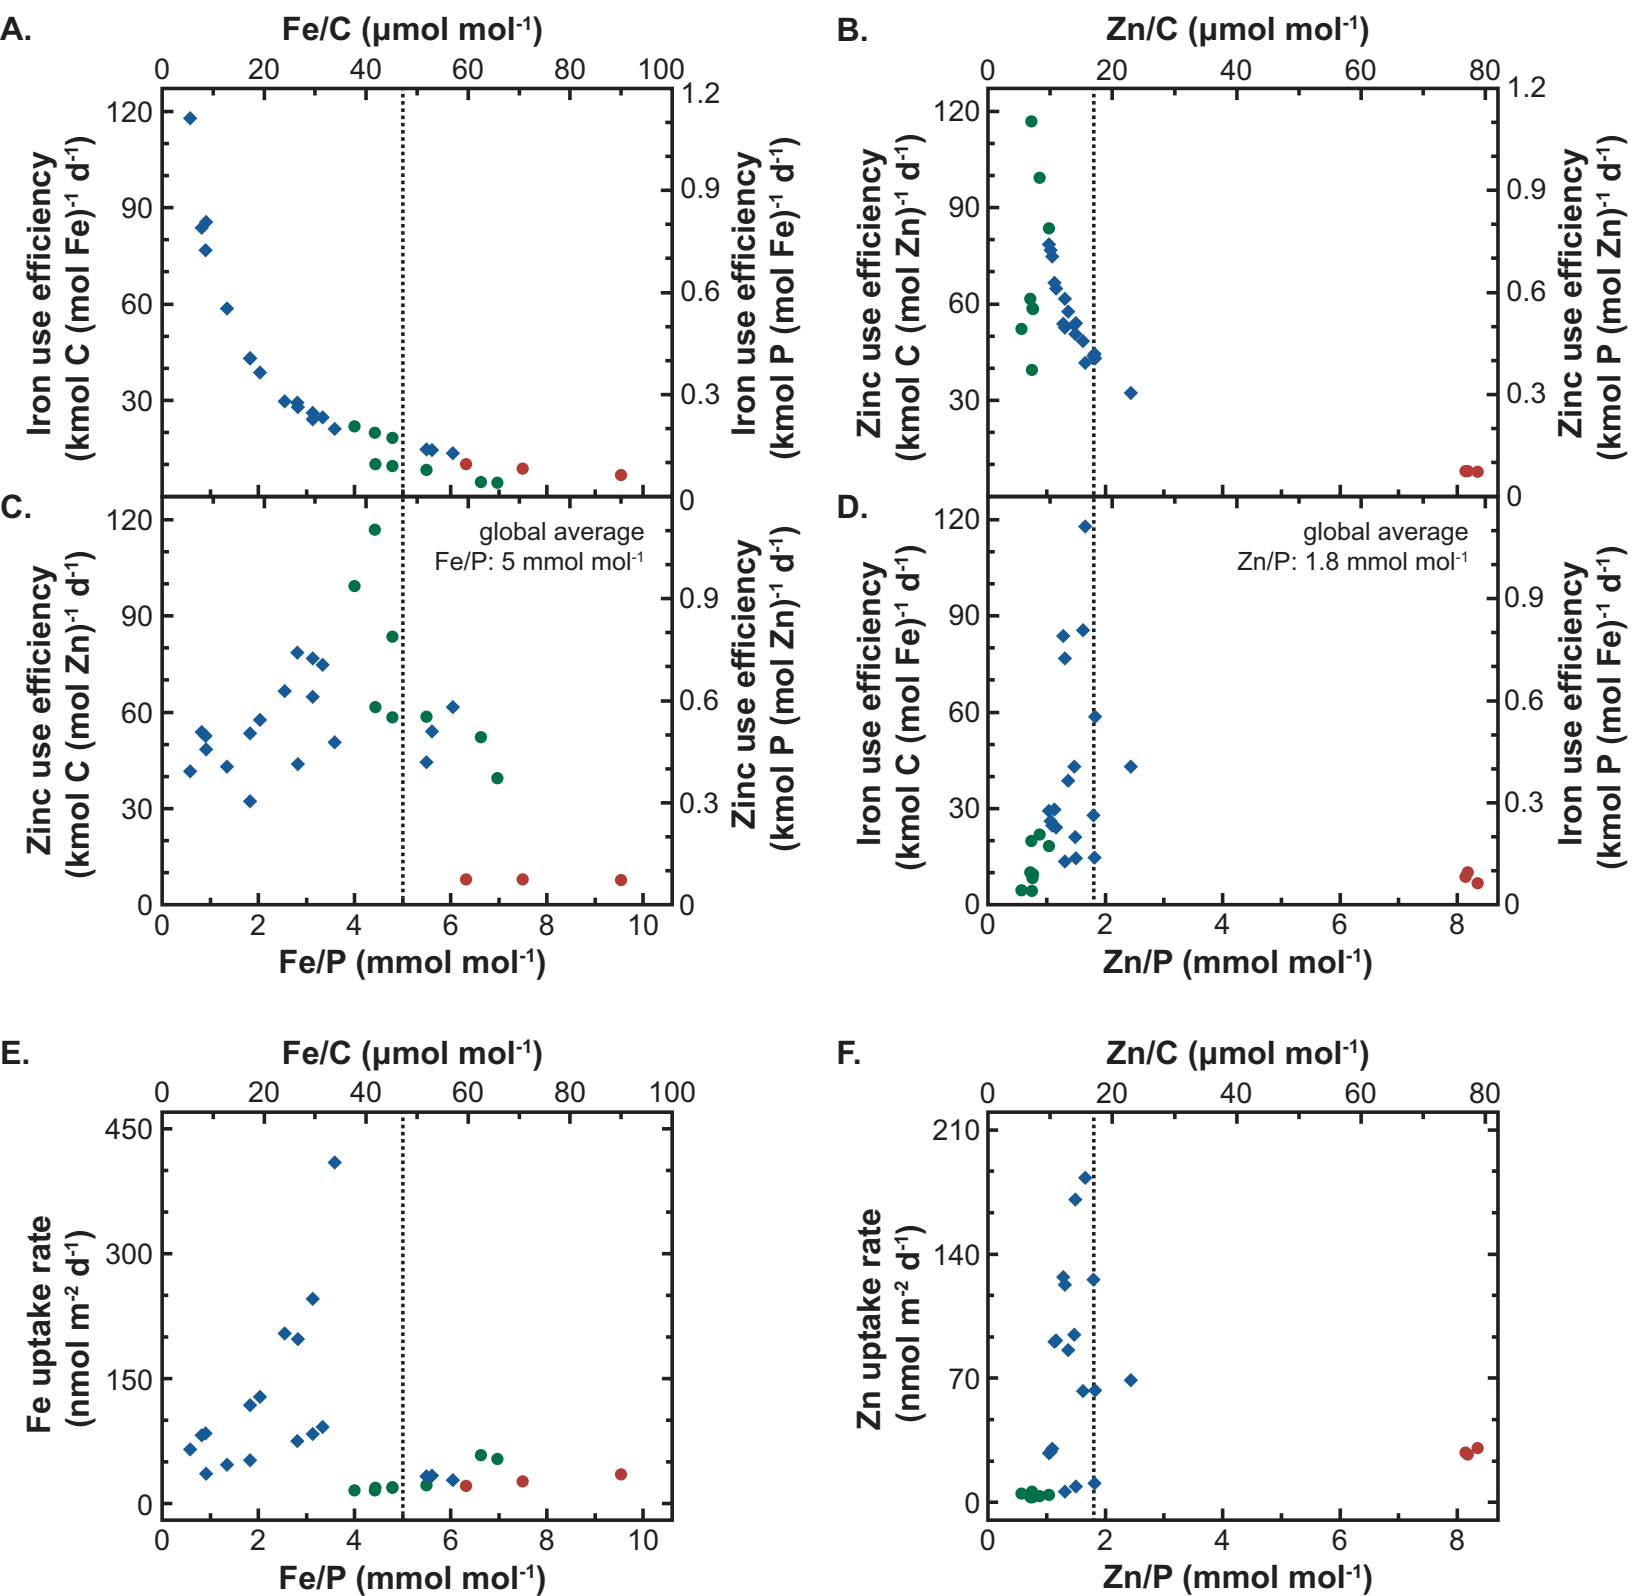 A.
Fe/C (µmol mol-1)
0 20 40 60 80 100
120
90
60
30
Iron use efficiency
(kmol C (mol Fe)-1 d-1)
1.2
0.9
0.6
0.3
0
Iron use efficiency
(kmol P (mol Fe)-1 d-1)
B.
Zn/C (µmol mol-1)
0 20 40 60 80
120
90
60
30
Zinc use efficiency
(kmol C (mol Zn)-1 d-1)
1.2
0.9
0.6
0.3
0
Zinc use efficiency
(kmol P (mol Zn)-1 d-1)
C.
global average
Fe/P: 5 mmol mol-1
120
90
60
30
0
Zinc use efficiency
(kmol C (mol Zn)-1 d-1)
0.9
0.6
0.3
0
Zinc use efficiency
(kmol P (mol Zn)-1 d-1)
0 2 4 6 8 10
Fe/P (mmol mol-1)
D.
global average
Zn/P: 1.8 mmol mol-1
120
90
60
30
0
Iron use efficiency
(kmol C (mol Fe)-1 d-1)
0.9
0.6
0.3
0
Iron use efficiency
(kmol P (mol Fe)-1 d-1)
0 2 4 6 8
Zn/P (mmol mol-1)
E.
Fe/C (µmol mol-1)
0 20 40 60 80 100
450
300
150
0
Fe uptake rate
(nmol m-2 d-1)
0 2 4 6 8 10
Fe/P (mmol mol-1)
F.
Zn/C (µmol mol-1)
0 20 40 60 80
210
140
70
0
Zn uptake rate
(nmol m-2 d-1)
0 2 4 6 8
Zn/P (mmol mol-1)